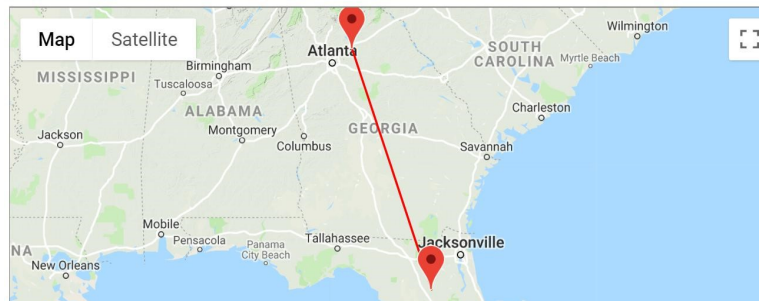 Map
Satellite
Wilmington
Atlanta
SOUTH
CAROLINA
Myrtle Beach
Birmingham
MISSISSIPPI
Tuscaloosa
ALABAMA
Charleston
Jackson
Montgomery
GEORGIA
Columbus
Savannah
Mobile
Pensacola
Tallahassee
Jacksonville
Panama
City Beach
NA
New Orleans